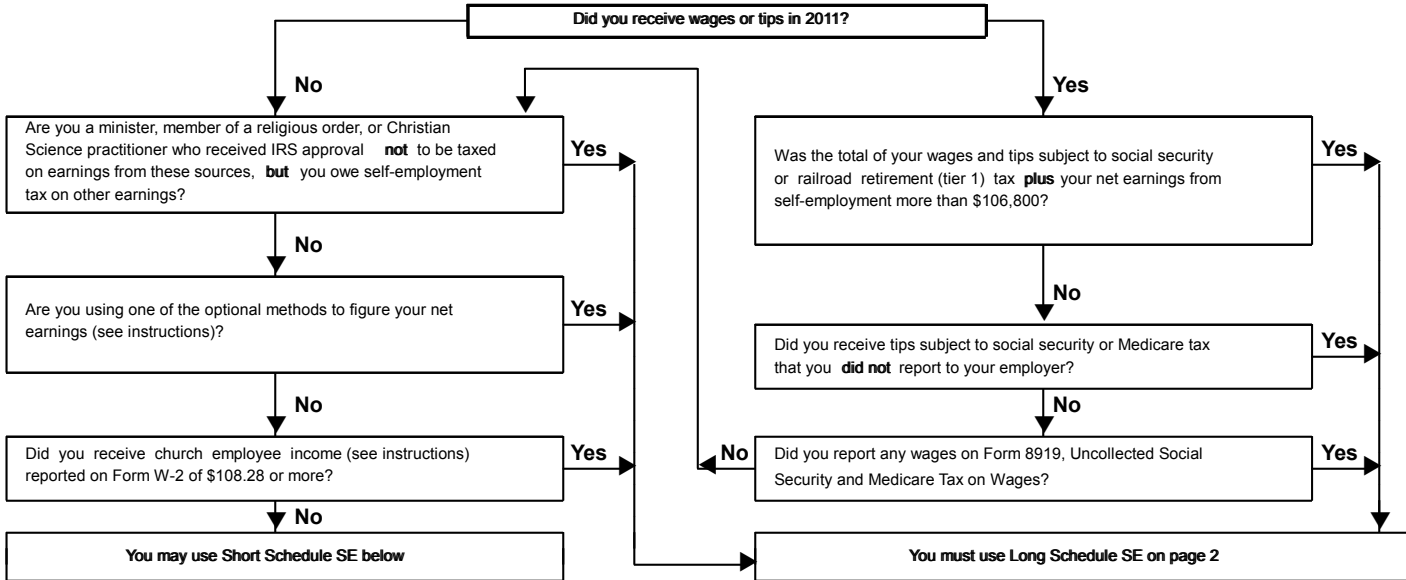 Did you receive wages or tips in 2011?
No
Yes
Are you a minister, member of a religious order, or Christian
Science practitioner who received IRS approval not to be taxed
on earnings from these sources, but you owe self-employment
tax on other earnings?
Yes
Was the total of your wages and tips subject to social security
or railroad retirement (tier 1) tax plus your net earnings from
self-employment more than $106,800?
Yes
No
No
Are you using one of the optional methods to figure your net
earnings (see instructions)?
Yes
Did you receive tips subject to social security or Medicare tax
that you did not report to your employer?
Yes
No
No
Did you receive church employee income (see instructions)
reported on Form W-2 of $108.28 or more?
Yes
No
Did you report any wages on Form 8919, Uncollected Social
Security and Medicare Tax on Wages?
Yes
No
You may use Short Schedule SE below
You must use Long Schedule SE on page 2